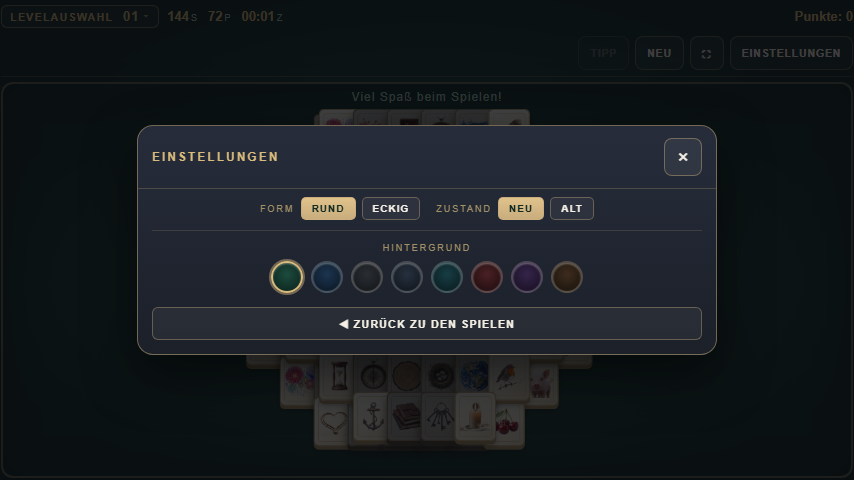 LEVELAUSWAHL 01 144S 72P 00:01Z Punkte: 0
TIPP NEU EINSTELLUNGEN
Viel Spaß beim Spielen!
EINSTELLUNGEN
FORM RUND ECKIG ZUSTAND NEU ALT
HINTERGRUND
◀ ZURÜCK ZU DEN SPIELEN